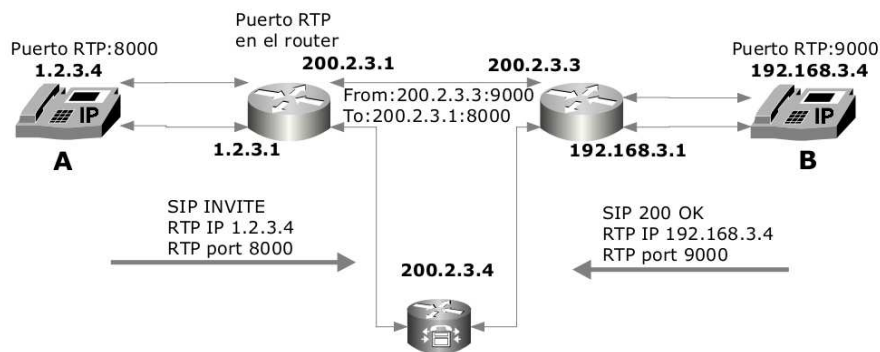 Puerto RTP
en el router
Puerto RTP:8000
1.2.3.4
200.2.3.1
200.2.3.3
Puerto RTP:9000
192.168.3.4
From:200.2.3.3:9000
To:200.2.3.1:8000
IP
IP
A
1.2.3.1
192.168.3.1
B
SIP INVITE
RTP IP 1.2.3.4
RTP port 8000
SIP 200 OK
RTP IP 192.168.3.4
RTP port 9000
200.2.3.4